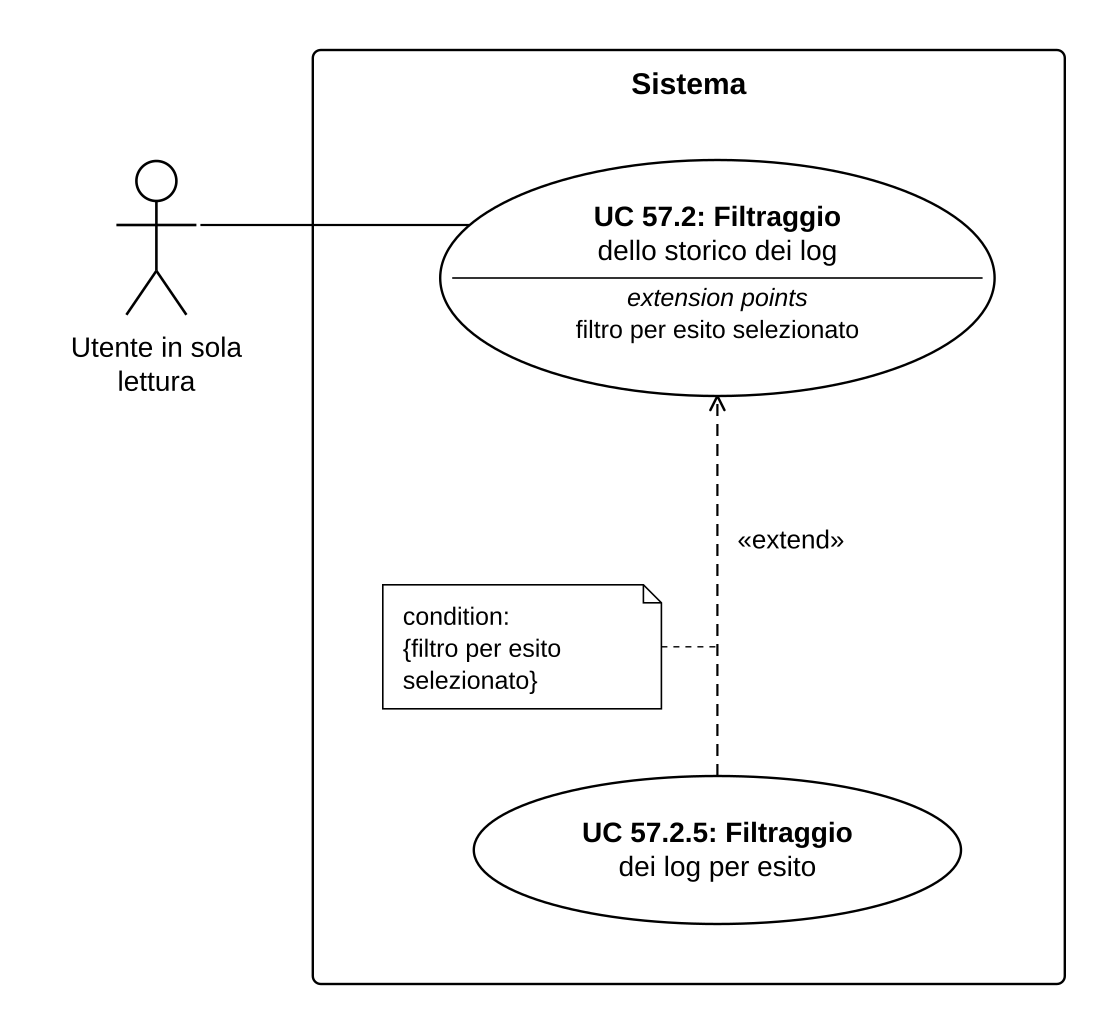 Sistema
UC 57.2: Filtraggio
dello storico dei log
extension points
filtro per esito selezionato
Utente in sola
lettura
«extend»
condition:
{filtro per esito
selezionato}
UC 57.2.5: Filtraggio
dei log per esito